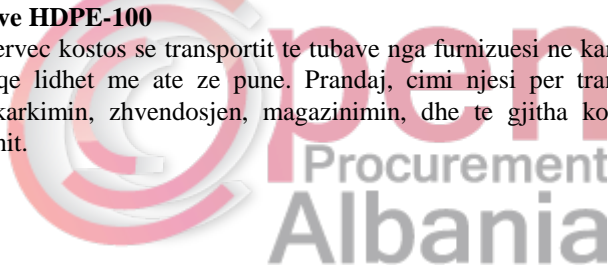 ve HDPE-100
ervec kostos se transportit te tubave nga furnizuesi ne kan
qe lidhet me ate ze pune. Prandaj, cimi njesi per tran
karkimin, zhvendosjen, magazinimin, dhe te gjitha ko
nit.
Open
Procurement
Albania